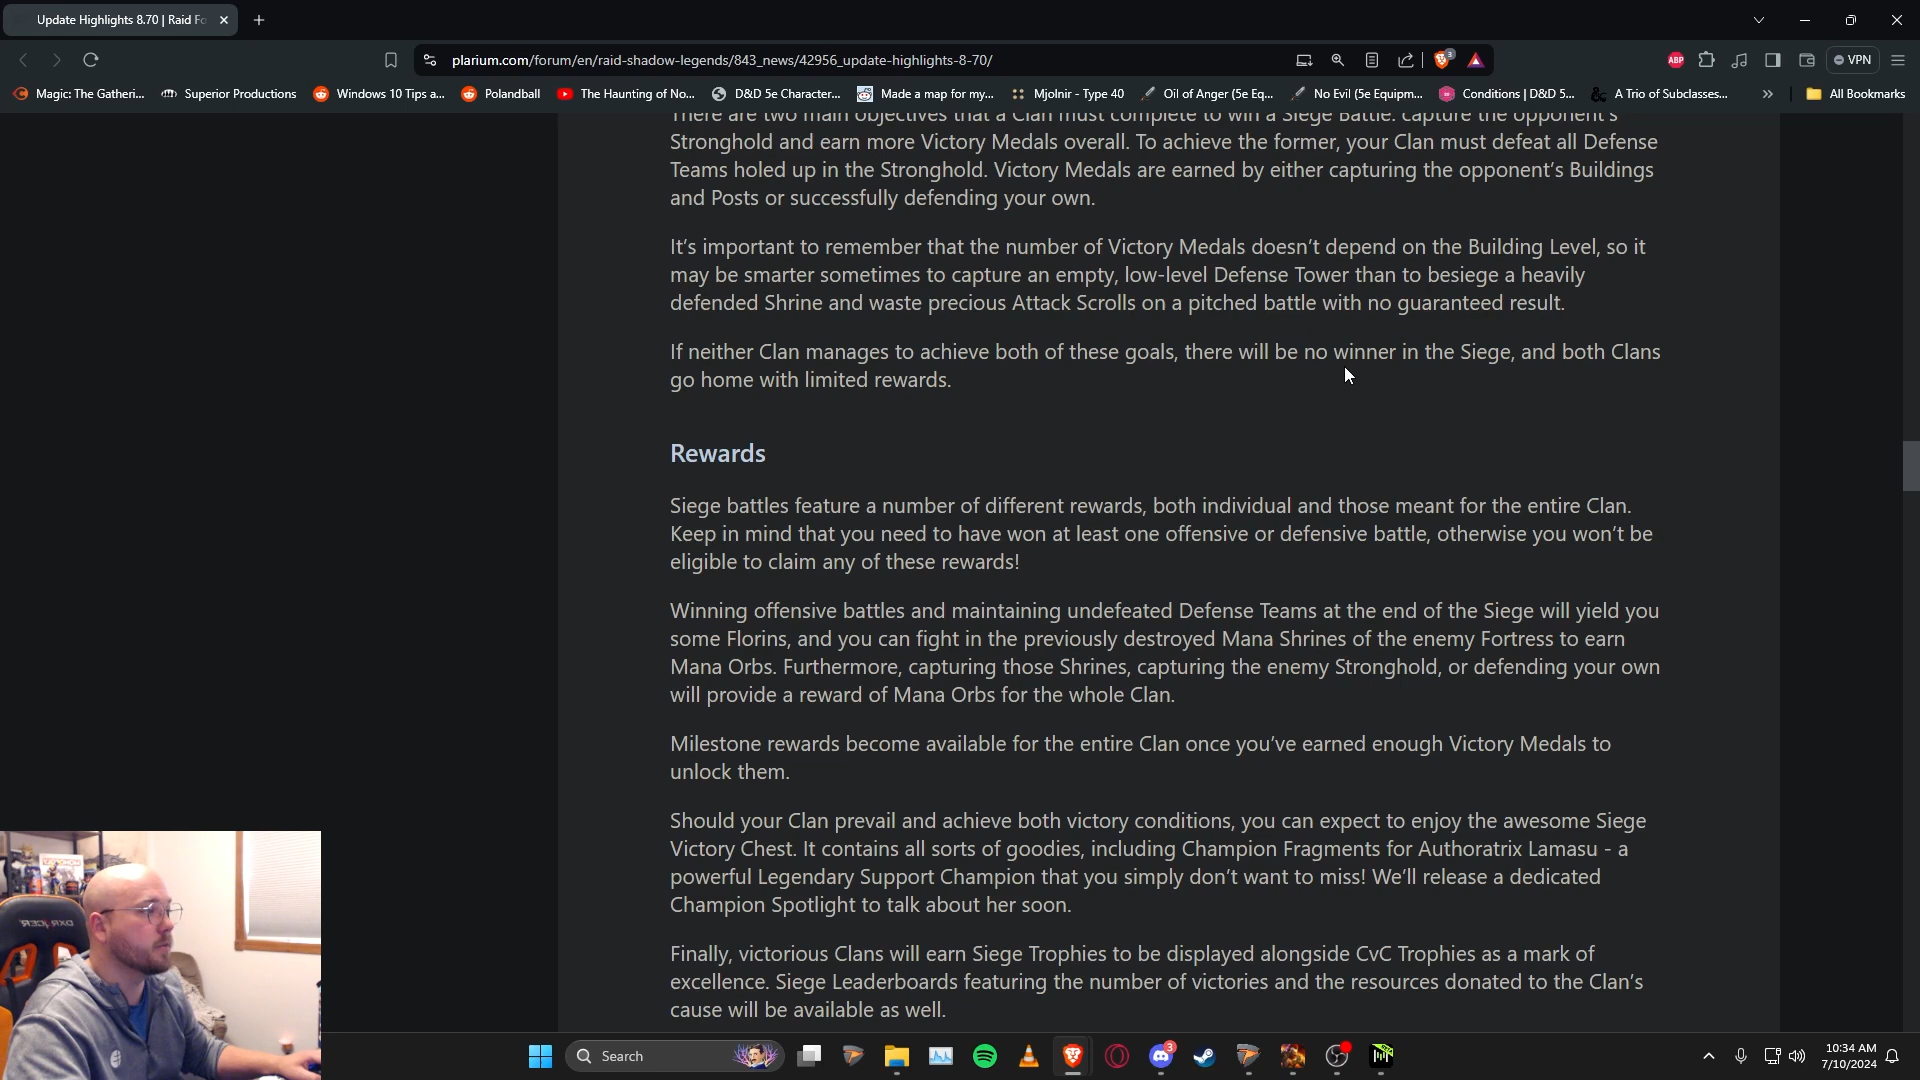 Update Highlights 8.70 | Raid Fo
plarium.com/forum/en/raid-shadow-legends/843_news/42956_update-highlights-8-70/
3
ABP
VPN
Magic: The Gatheri...
Superior Productions
Windows 10 Tips a...
Polandball
The Haunting of No...
D&D 5e Character...
Made a map for my...
Mjolnir - Type 40
Oil of Anger (5e Eq...
No Evil (5e Equipm...
Conditions | D&D 5...
A Trio of Subclasses...
»
All Bookmarks
There are two main objectives that a Clan must complete to win a Siege Battle: capture the opponent's
Stronghold and earn more Victory Medals overall. To achieve the former, your Clan must defeat all Defense
Teams holed up in the Stronghold. Victory Medals are earned by either capturing the opponent's Buildings
and Posts or successfully defending your own.
It's important to remember that the number of Victory Medals doesn't depend on the Building Level, so it
may be smarter sometimes to capture an empty, low-level Defense Tower than to besiege a heavily
defended Shrine and waste precious Attack Scrolls on a pitched battle with no guaranteed result.
If neither Clan manages to achieve both of these goals, there will be no winner in the Siege, and both Clans
go home with limited rewards.
Rewards
Siege battles feature a number of different rewards, both individual and those meant for the entire Clan.
Keep in mind that you need to have won at least one offensive or defensive battle, otherwise you won't be
eligible to claim any of these rewards!
Winning offensive battles and maintaining undefeated Defense Teams at the end of the Siege will yield you
some Florins, and you can fight in the previously destroyed Mana Shrines of the enemy Fortress to earn
Mana Orbs. Furthermore, capturing those Shrines, capturing the enemy Stronghold, or defending your own
will provide a reward of Mana Orbs for the whole Clan.
Milestone rewards become available for the entire Clan once you've earned enough Victory Medals to
unlock them.
Should your Clan prevail and achieve both victory conditions, you can expect to enjoy the awesome Siege
Victory Chest. It contains all sorts of goodies, including Champion Fragments for Authoratrix Lamasu - a
powerful Legendary Support Champion that you simply don't want to miss! We'll release a dedicated
Champion Spotlight to talk about her soon.
Finally, victorious Clans will earn Siege Trophies to be displayed alongside CvC Trophies as a mark of
excellence. Siege Leaderboards featuring the number of victories and the resources donated to the Clan's
cause will be available as well.
Search
3
10:34 AM
7/10/2024